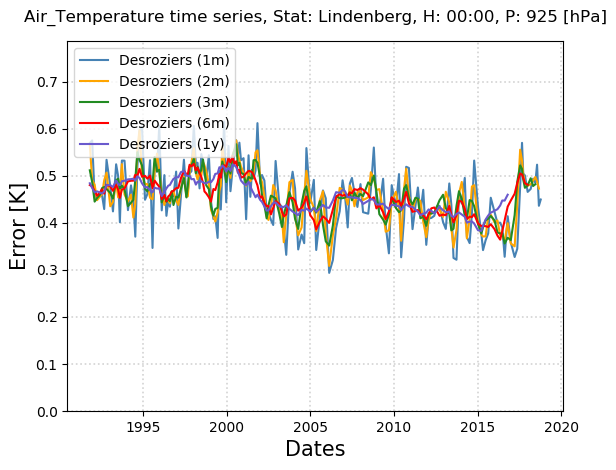 Air_Temperature time series, Stat: Lindenberg, H: 00:00, P: 925 [hPa]
Desroziers (1m)
Desroziers (2m)
Desroziers (3m)
Desroziers (6m)
Desroziers (1y)
Error [K]
0.7
0.6
0.5
0.4
0.3
0.2
0.1
0.0
1995 2000 2005 2010 2015 2020
Dates